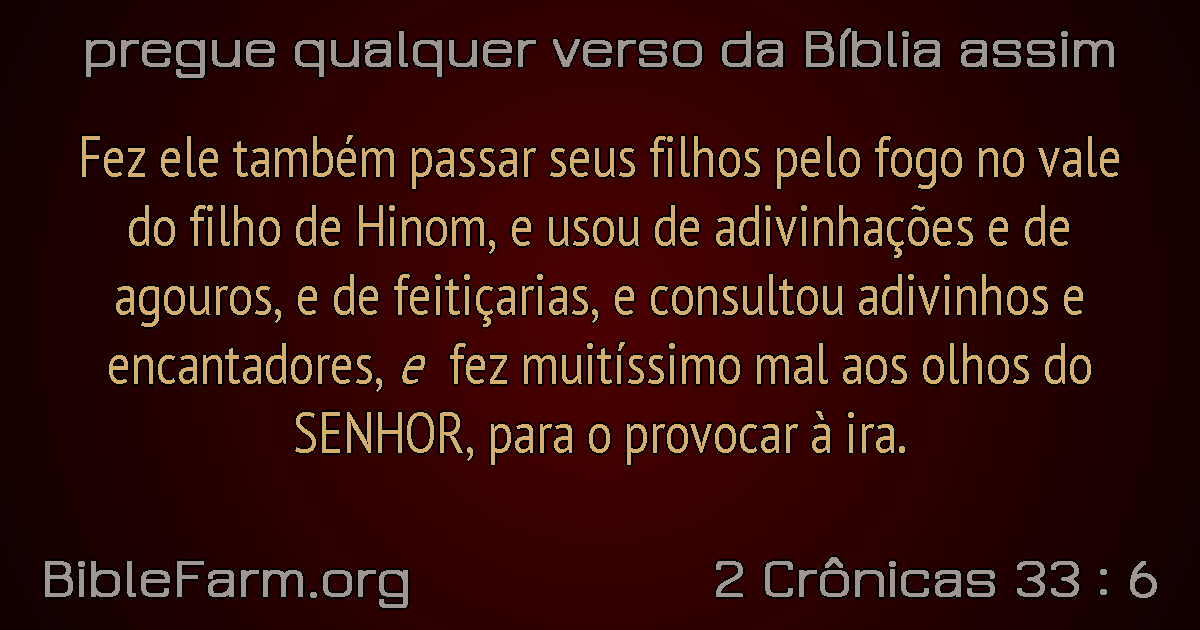 pregue qualquer verso da Bíblia assim
Fez ele também passar seus filhos pelo fogo no vale
do filho de Hinom, e usou de adivinhações e de
agouros, e de feitiçarias, e consultou adivinhos e
encantadores, e fez muitíssimo mal aos olhos do
SENHOR, para o provocar à ira.
BibleFarm.org
2 Crônicas 33 : 6